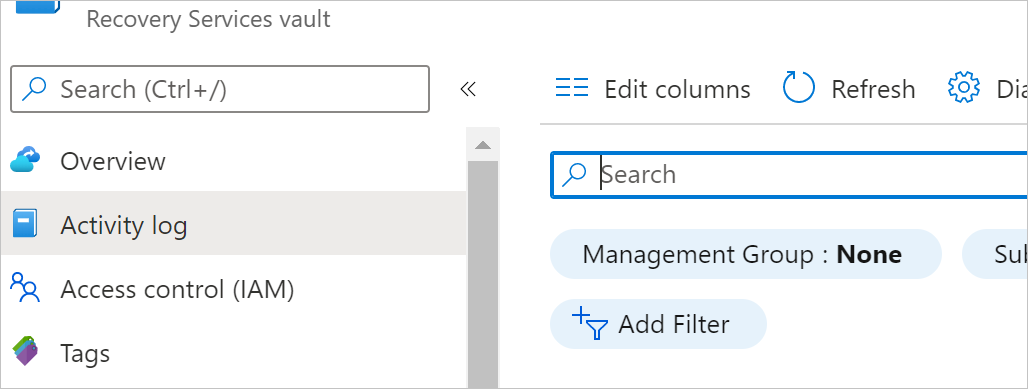 Recovery Services vault
Search (Ctrl+/)
Overview
Activity log
Access control (IAM)
Tags
Edit columns
Refresh
Search
Management Group : None
Add Filter